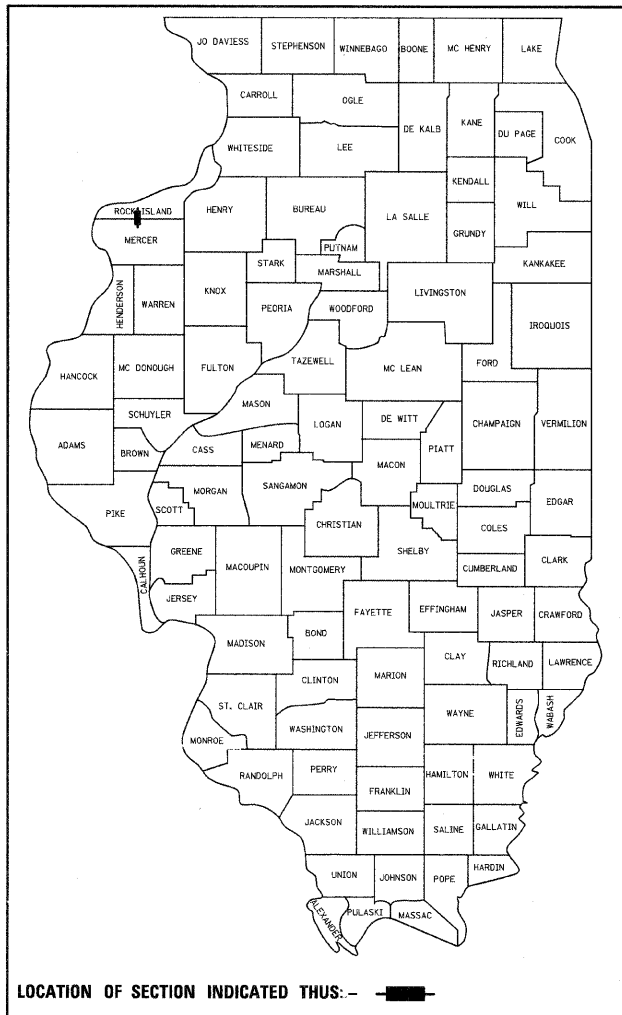 JO DAVIESS
STEPHENSON
WINNEBAGO
BOONE
MC HENRY
LAKE
CARROLL
OGLE
DE KALB
KANE
DU PAGE
COOK
WHITESIDE
LEE
KENDALL
WILL
ROCK ISLAND
HENRY
BUREAU
LA SALLE
GRUNDY
MERCER
PUTNAM
KANKAKEE
STARK
MARSHALL
HENDERSON
WARREN
KNOX
PEORIA
WOODFORD
LIVINGSTON
IROQUOIS
HANCOCK
MC DONOUGH
FULTON
TAZEWELL
MC LEAN
FORD
SCHUYLER
MASON
LOGAN
DE WITT
CHAMPAIGN
VERMILION
ADAMS
BROWN
CASS
MENARD
PIATT
MACON
PIKE
SCOTT
MORGAN
SANGAMON
MOULTRIE
DOUGLAS
EDGAR
CHRISTIAN
COLES
CALHOUN
GREENE
MACOUPIN
MONTGOMERY
SHELBY
CUMBERLAND
CLARK
JERSEY
FAYETTE
EFFINGHAM
JASPER
CRAWFORD
MADISON
BOND
CLAY
RICHLAND
LAWRENCE
CLINTON
MARION
ST. CLAIR
WAYNE
EDWARDS
WABASH
MONROE
WASHINGTON
JEFFERSON
RANDOLPH
PERRY
HAMILTON
WHITE
FRANKLIN
JACKSON
WILLIAMSON
SALINE
GALLATIN
UNION
JOHNSON
POPE
HARDIN
ALEXANDER
PULASKI
MASSAC
LOCATION OF SECTION INDICATED THUS:-